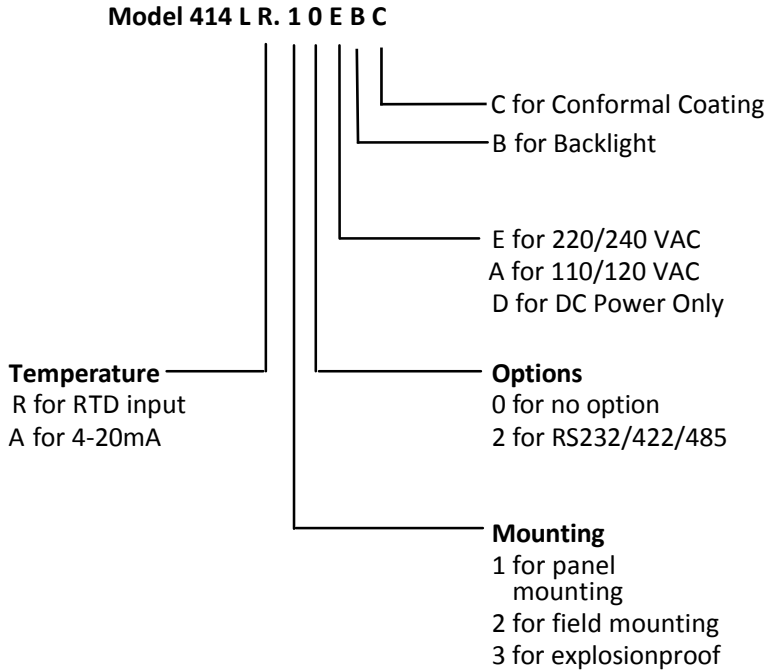 Model 414 L R. 1 0 E B C
C for Conformal Coating
B for Backlight
E for 220/240 VAC
A for 110/120 VAC
D for DC Power Only
Temperature
R for RTD input
A for 4-20mA
Options
0 for no option
2 for RS232/422/485
Mounting
1 for panel
mounting
2 for field mounting
3 for explosionproof